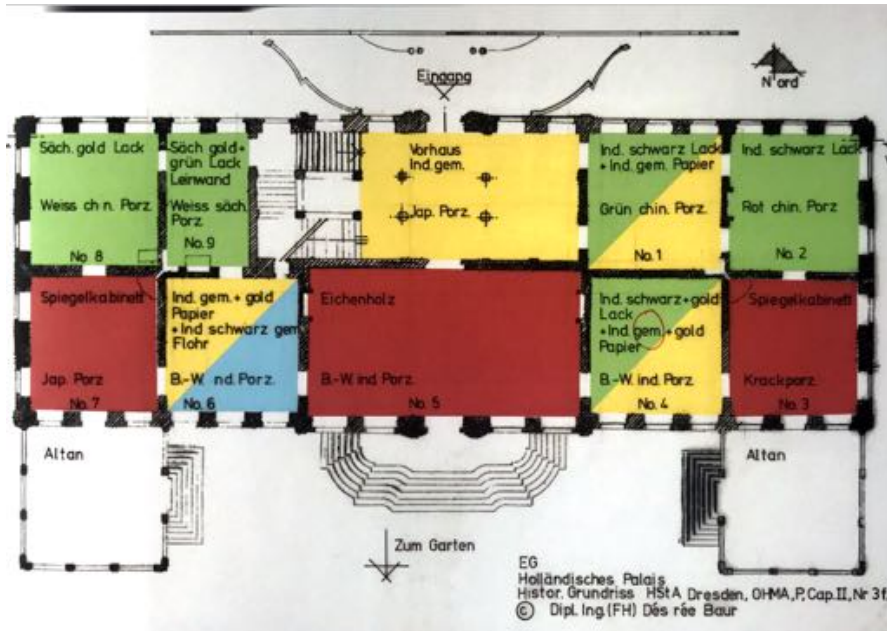 Eingang
N'ord
Säch. gold Lack
Weiss chin. Porz.
No. 8
Säch gold+
grün Lack
Leinwand
Weiss säch.
Porz.
No. 9
Vorhaus
Ind. gem.
Jap. Porz.
Ind. schwarz Lack
+ Ind. gem. Papier
Grün chin. Porz.
No. 1
Ind. schwarz Lack
Rot chin. Porz
No. 2
Spiegelkabinett
Jap. Porz
No. 7
Ind. gem. + gold
Papier
+ Ind schwarz gem.
Flohr
B.-W. nd. Porz.
No. 6
Eichenholz
B.-W. ind. Porz.
No. 5
Ind. schwarz+gold
Lack
+Ind. gem. + gold
Papier
B.-W. ind. Porz.
No. 4
Spiegelkabinett
Krackporz.
No. 3
Altan
Altan
Zum Garten
EG
Holländisches Palais
Histor. Grundriss HStA Dresden, OHMA, P, Cap. II, Nr 3f
© Dipl. Ing. (FH) Dés rée Baur